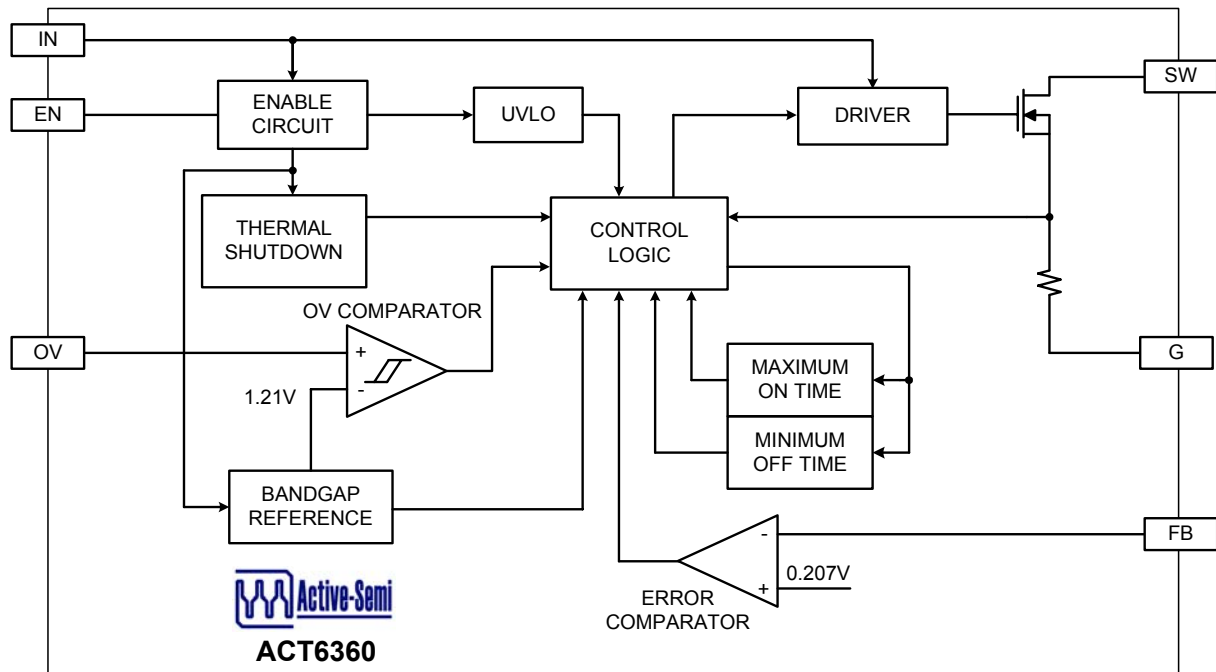 IN
EN
ENABLE
CIRCUIT
UVLO
DRIVER
SW
THERMAL
SHUTDOWN
CONTROL
LOGIC
OV COMPARATOR
OV
+
-
1.21V
MAXIMUM
ON TIME
MINIMUM
OFF TIME
G
BANDGAP
REFERENCE
FB
-
+
0.207V
ERROR
COMPARATOR
Active-Semi
ACT6360